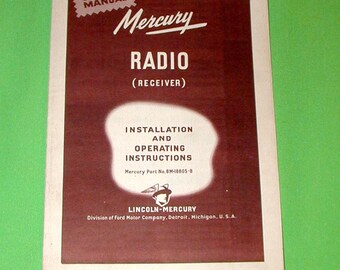 MANUAL
Mercury
RADIO
(RECEIVER)
INSTALLATION
AND
OPERATING
INSTRUCTIONS
Mercury Part No. 8M-18805-B
LINCOLN-MERCURY
Division of Ford Motor Company, Detroit, Michigan, U. S. A.